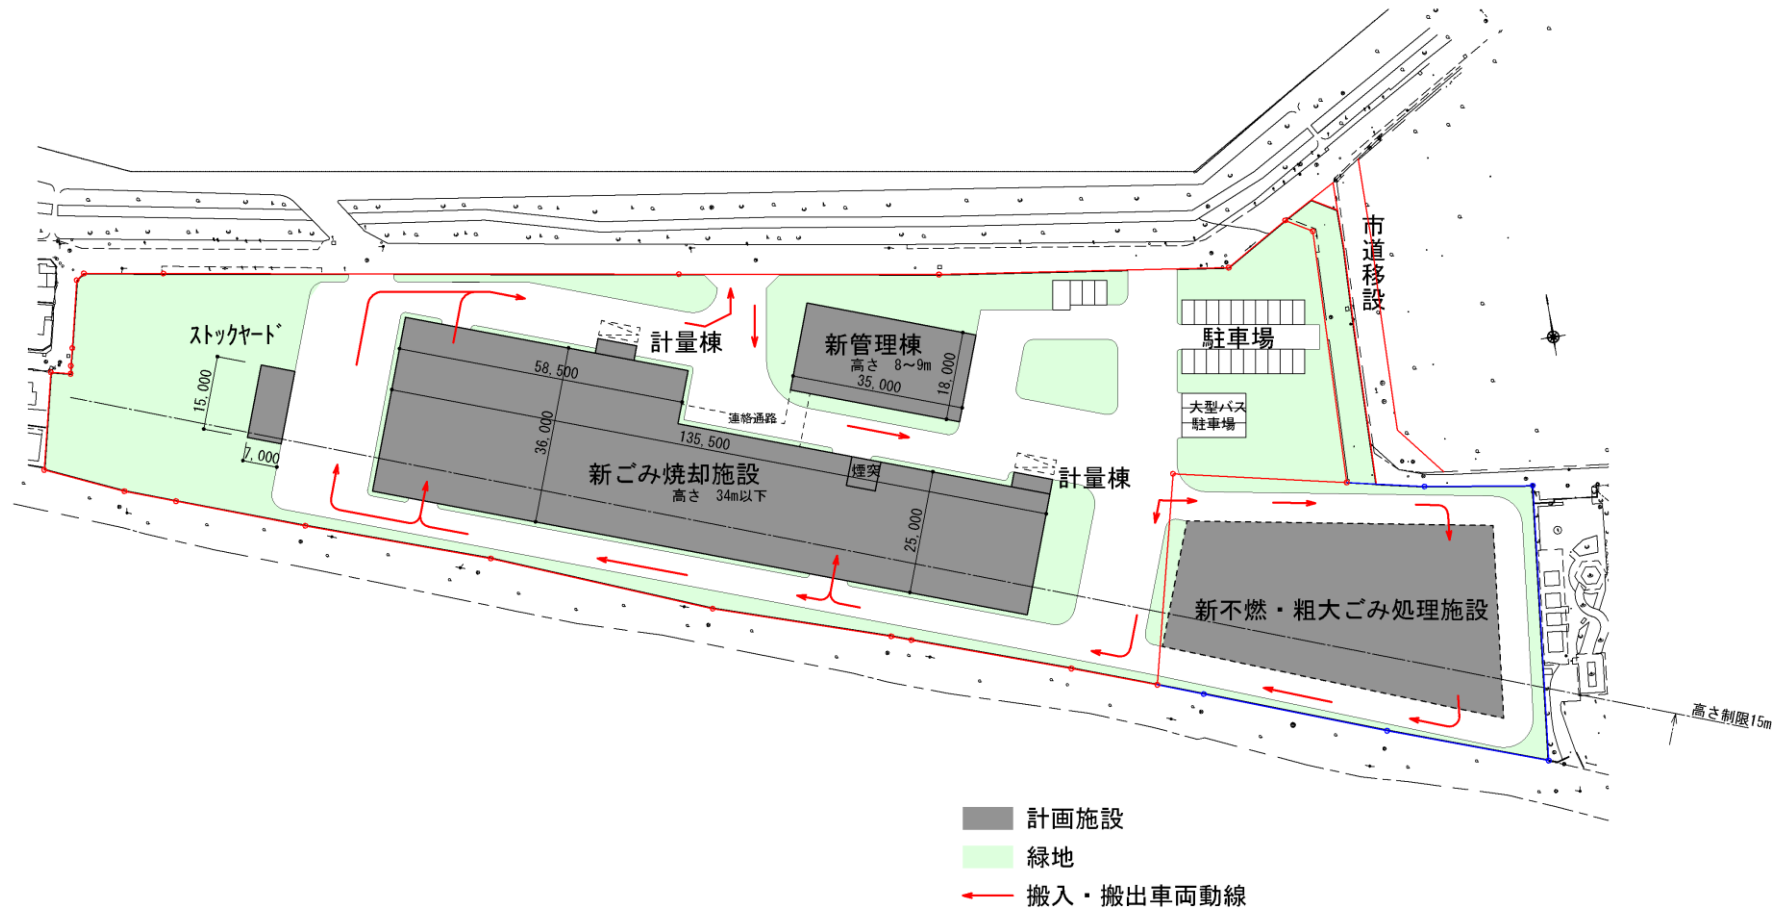 市道移設
ストックヤード
15,000
7,000
計量棟
58,500
36,000
135,500
新ごみ焼却施設
高さ 34m以下
連絡通路
煙突
25,000
新管理棟
高さ 8～9m
35,000
18,000
計量棟
駐車場
大型バス
駐車場
新不燃・粗大ごみ処理施設
高さ制限15m
計画施設
緑地
搬入・搬出車両動線